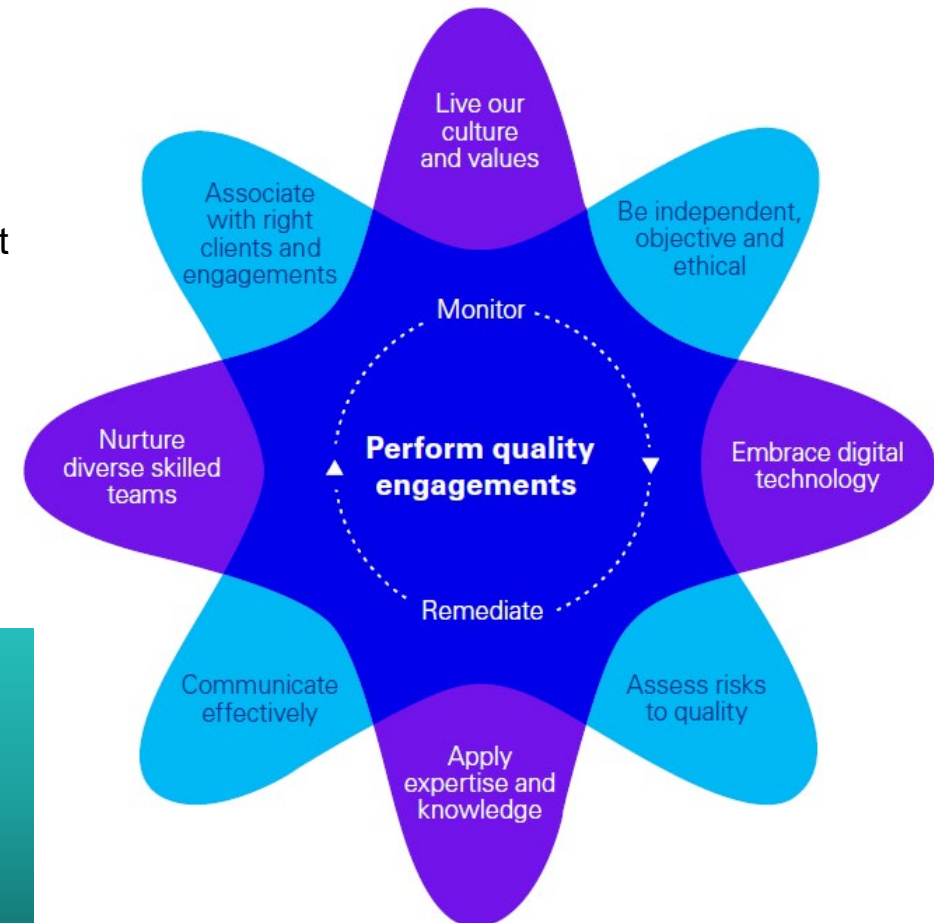 Live our
culture
and values
Be independent,
objective and
ethical
Embrace digital
technology
Assess risks
to quality
Apply
expertise and
knowledge
Communicate
effectively
Nurture
diverse skilled
teams
Associate
with right
clients and
engagements
Monitor
Perform quality
engagements
Remediate
t